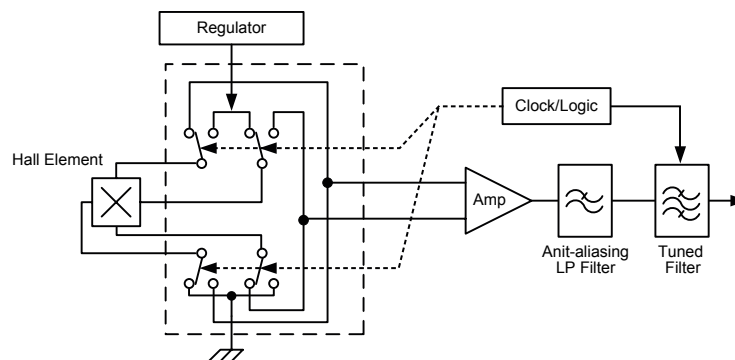 Regulator
Clock/Logic
Hall Element
Amp
Anit-aliasing
LP Filter
Tuned
Filter